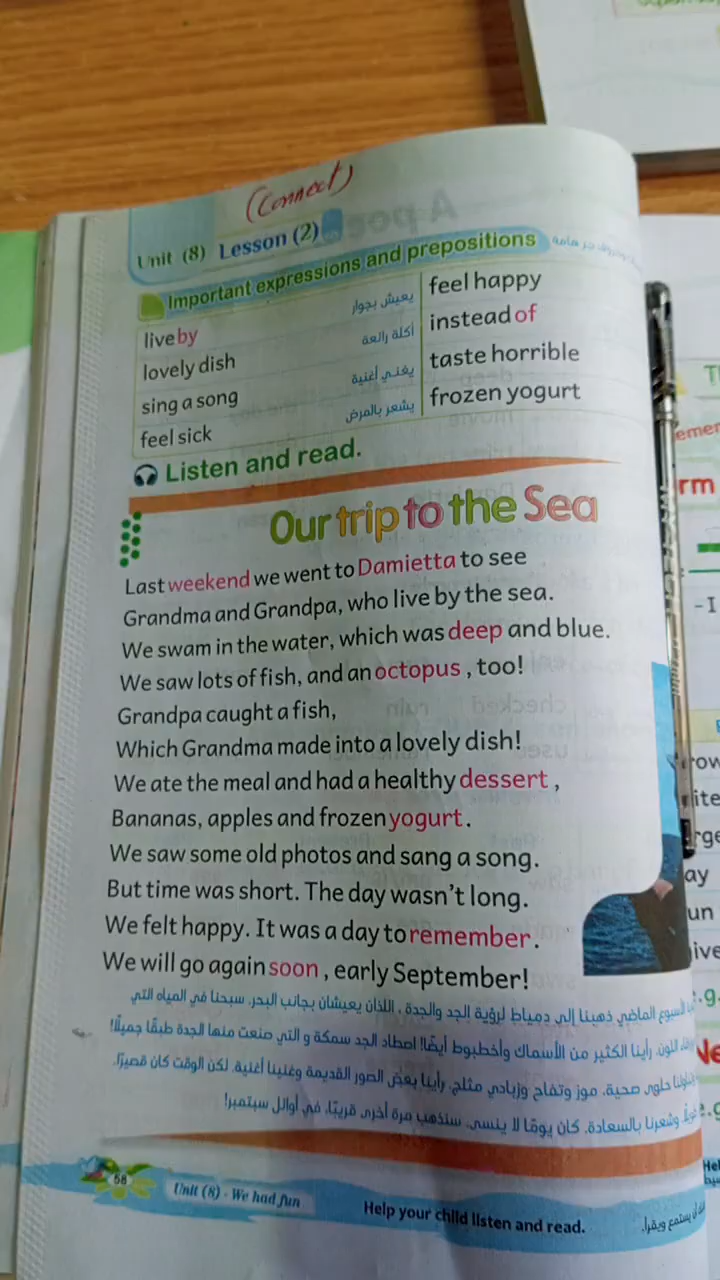 (Connect)
Unit (8) Lesson (2)
Important expressions and prepositions
live by يعيش بجوار feel happy
lovely dish أكلة رائعة instead of
sing a song يغني أغنية taste horrible
feel sick يشعر بالمرض frozen yogurt
Listen and read.
Our trip to the Sea
Last weekend we went to Damietta to see
Grandma and Grandpa, who live by the sea.
We swam in the water, which was deep and blue.
We saw lots of fish, and an octopus , too!
Grandpa caught a fish,
Which Grandma made into a lovely dish!
We ate the meal and had a healthy dessert ,
Bananas, apples and frozen yogurt.
We saw some old photos and sang a song.
But time was short. The day wasn't long.
We felt happy. It was a day to remember.
We will go again soon , early September!
الأسبوع الماضي ذهبنا إلى دمياط لرؤية الجد والجدة ، اللذان يعيشان بجانب البحر. سبحنا في المياه التي
اللون. رأينا الكثير من الأسماك وأخطبوط أيضًا! اصطاد الجد سمكة و التي صنعت منها الجدة طبقًا جميلًا!
حلوى صحية، موز وتفاح وزبادي مثلج. رأينا بعض الصور القديمة وغنينا أغنية. لكن الوقت كان قصيرًا.
وشعرنا بالسعادة. كان يومًا لا ينسى. سنذهب مرة أخرى قريبًا، في أوائل سبتمبر!
58
Unit (8) - We had fun
Help your child listen and read.
يستمع ويقرأ.